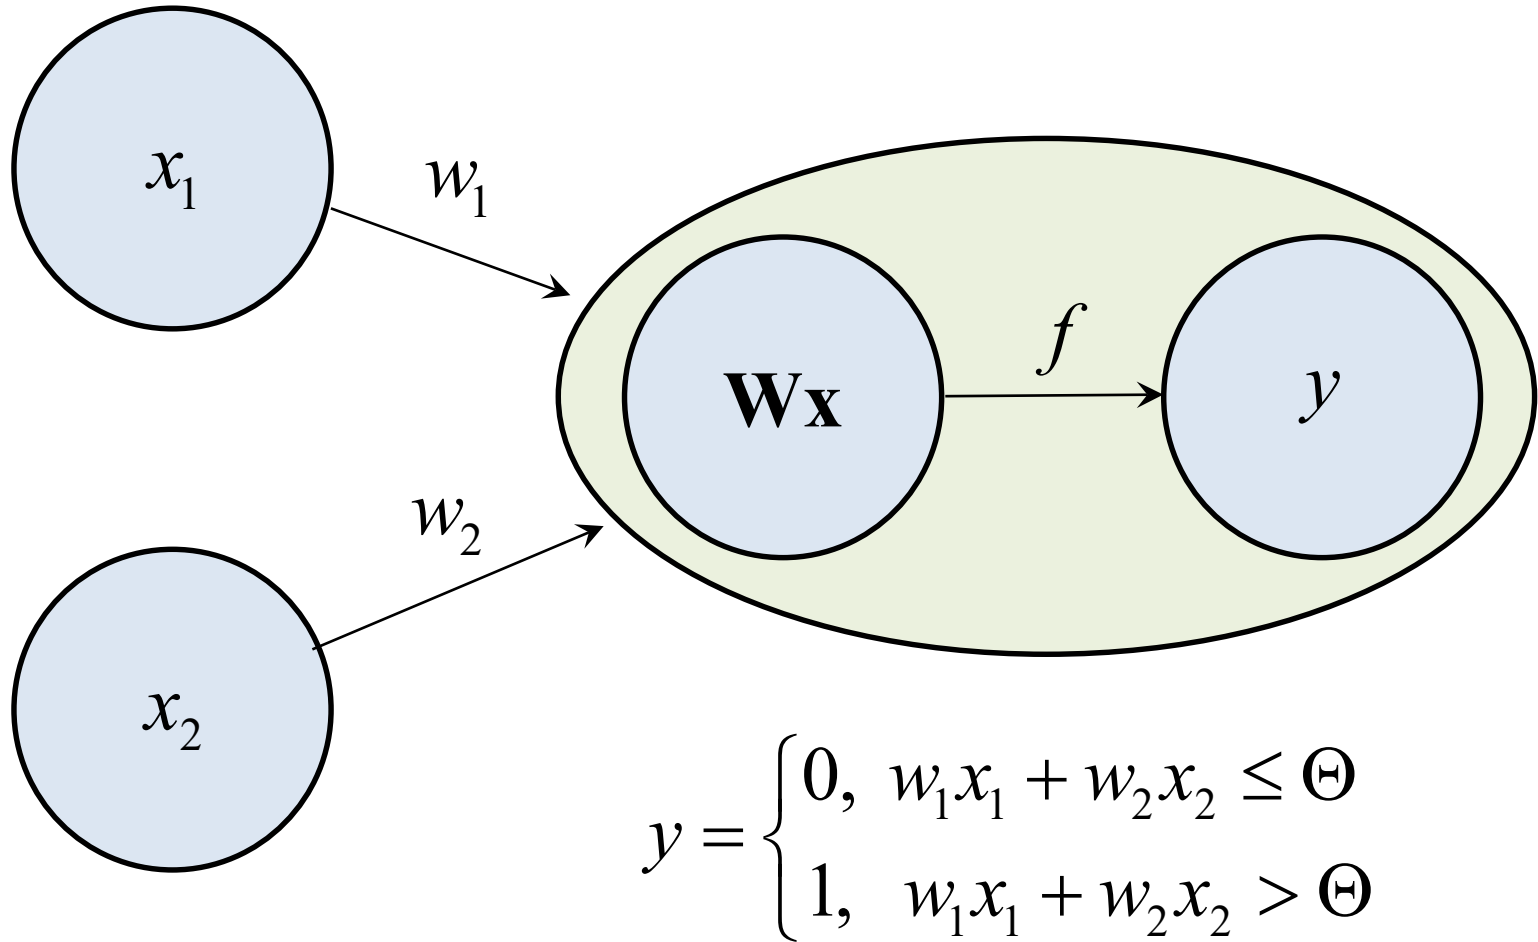 x₁
w₁
f
Wx
y
w₂
x₂
y = { 0, w₁x₁ + w₂x₂ ≤ Θ
1, w₁x₁ + w₂x₂ > Θ